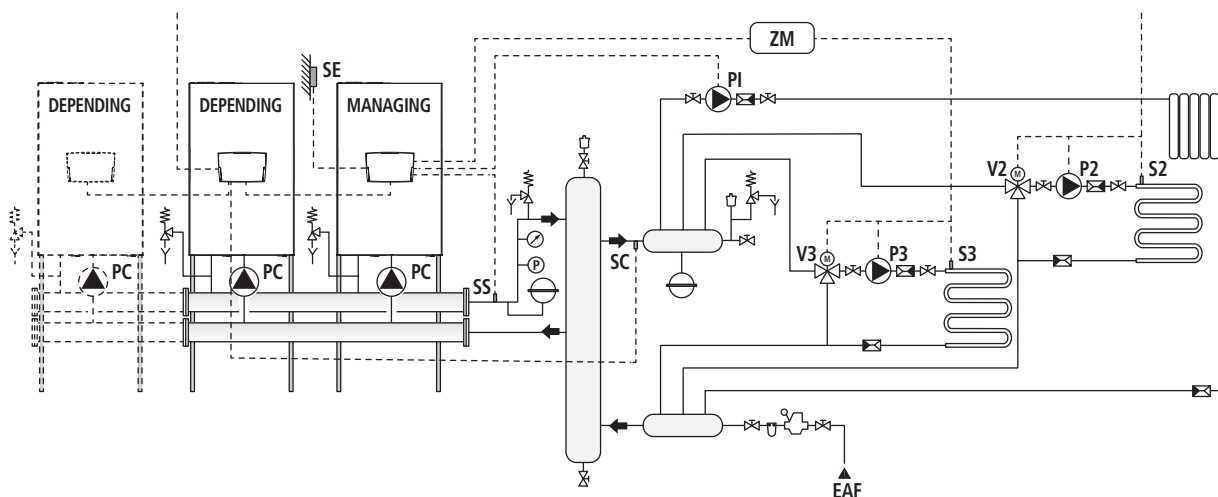 ZM
SE
PI
DEPENDING
DEPENDING
MANAGING
V2
M
P2
S2
V3
M
P3
S3
SC
PC
PC
PC
SS
P
EAF